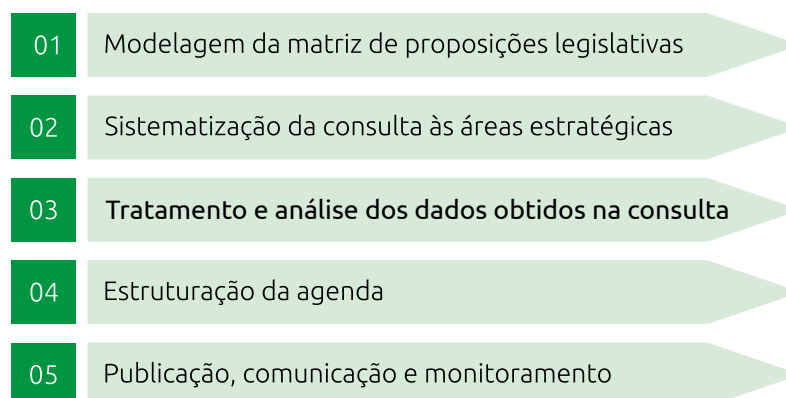 01 Modelagem da matriz de proposições legislativas
02 Sistematização da consulta às áreas estratégicas
03 Tratamento e análise dos dados obtidos na consulta
04 Estruturação da agenda
05 Publicação, comunicação e monitoramento